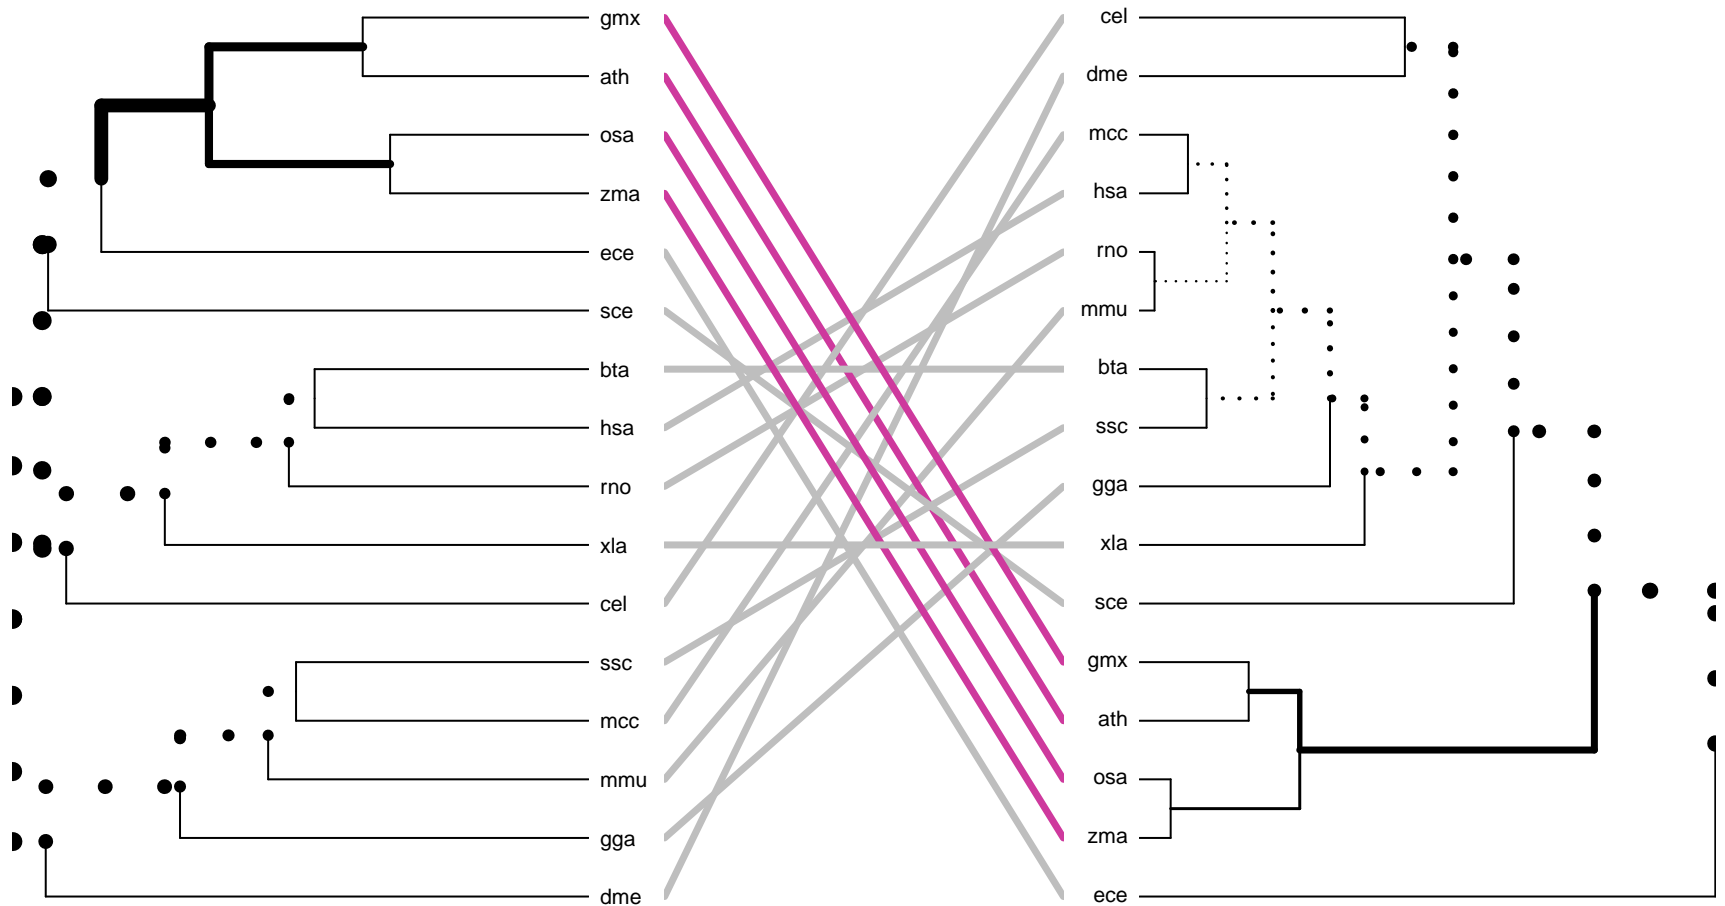 gmx
ath
osa
zma
ece
sce
bta
hsa
rno
xla
cel
ssc
mcc
mmu
gga
dme
cel
dme
mcc
hsa
rno
mmu
bta
ssc
gga
xla
sce
gmx
ath
osa
zma
ece